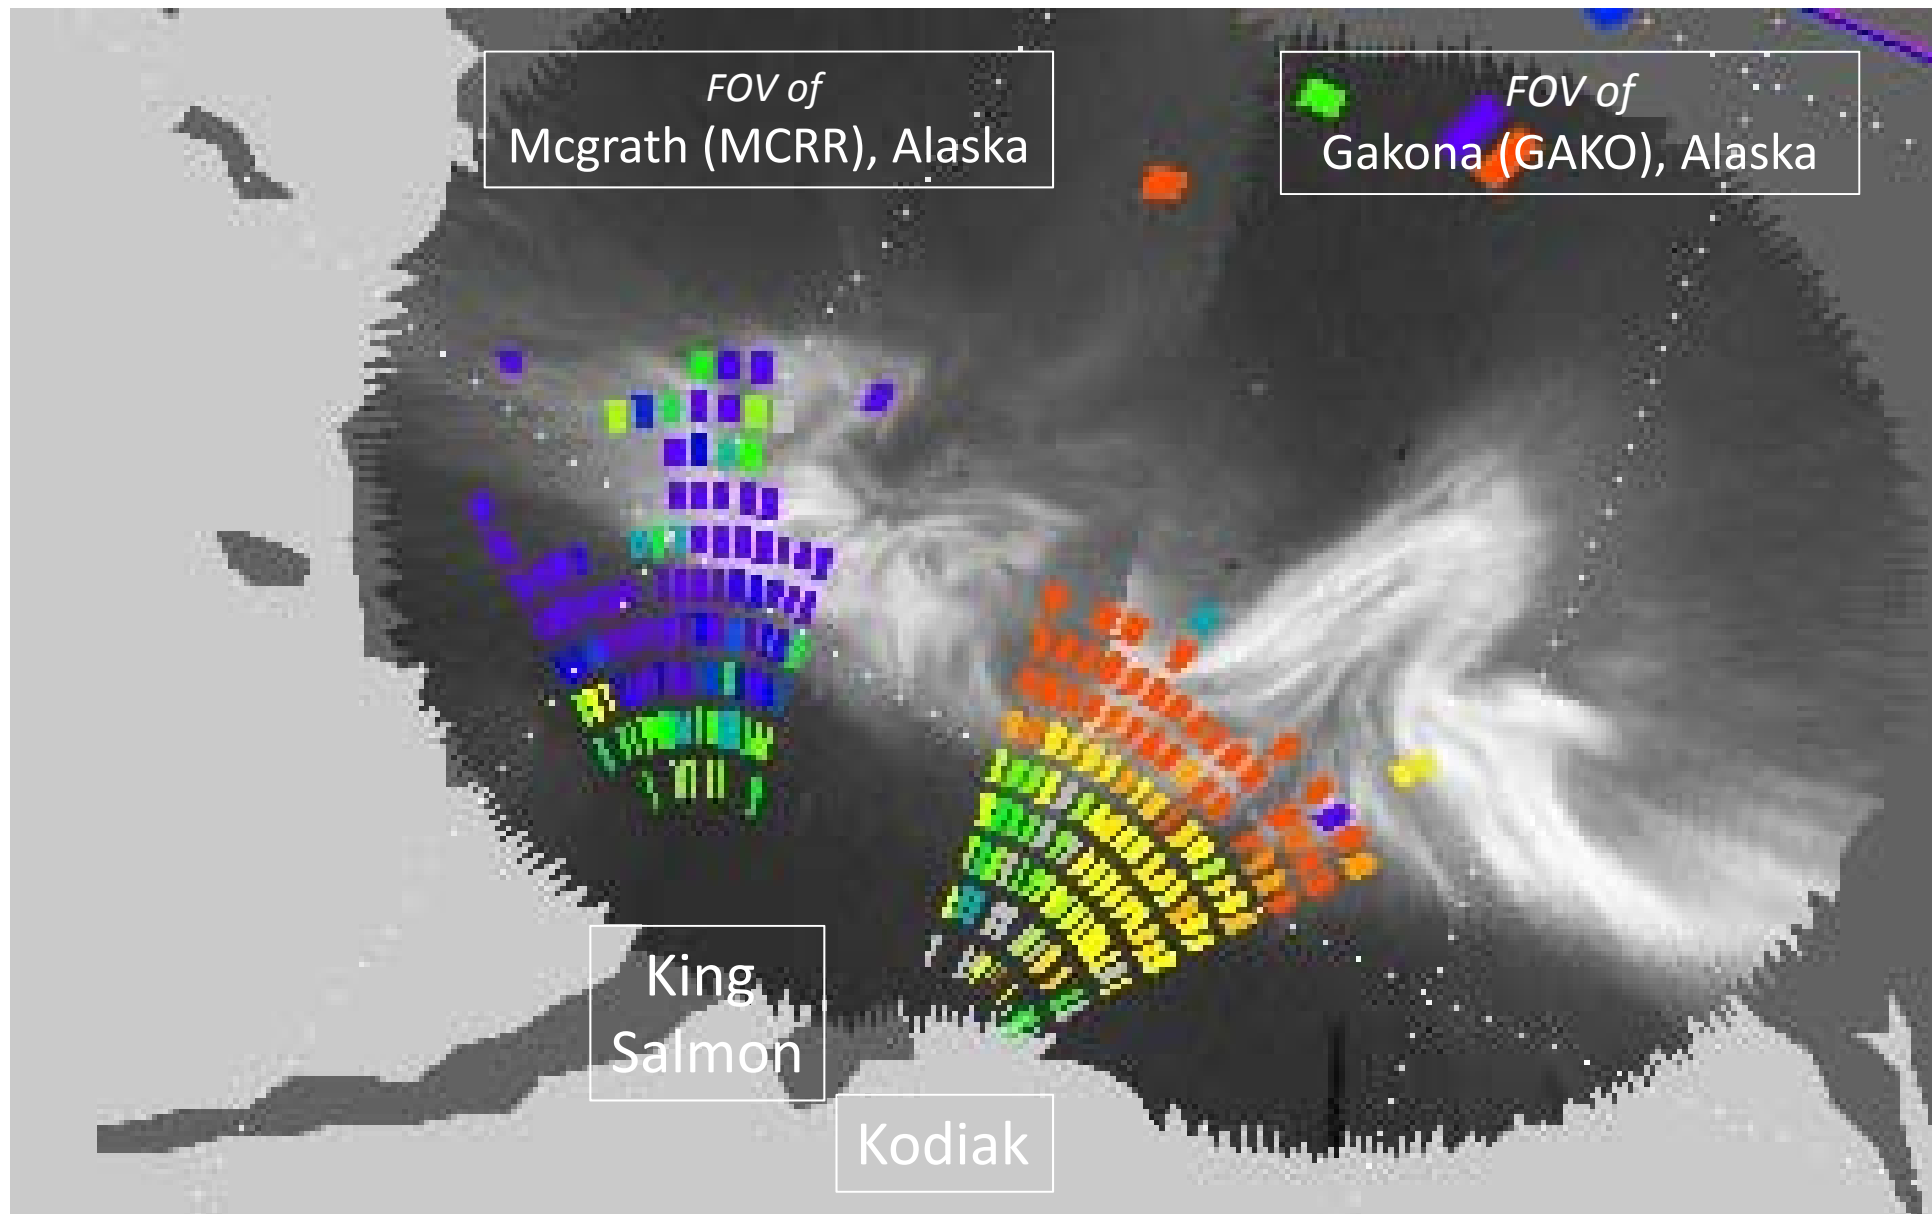 FOV of
Mcgrath (MCRR), Alaska
FOV of
Gakona (GAKO), Alaska
King
Salmon
Kodiak